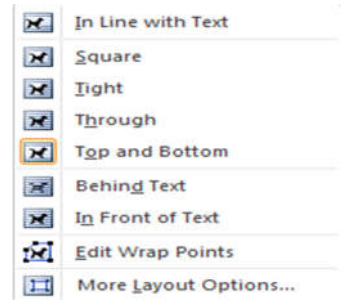 In Line with Text
Square
Tight
Through
Top and Bottom
Behind Text
In Front of Text
Edit Wrap Points
More Layout Options...